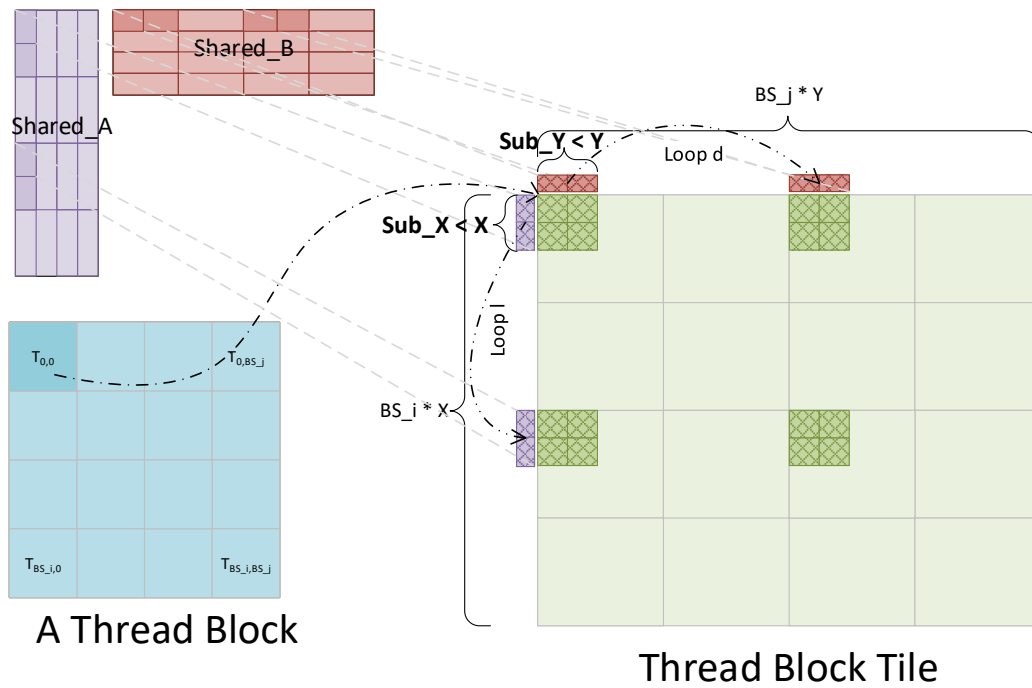 Shared_B
Shared_A
BS_j * Y
Sub_Y < Y
Loop d
Sub_X < X
Loop l
BS_i * X
T0,0
T0,BS_j
TBS_i,0
TBS_i,BS_j
A Thread Block
Thread Block Tile